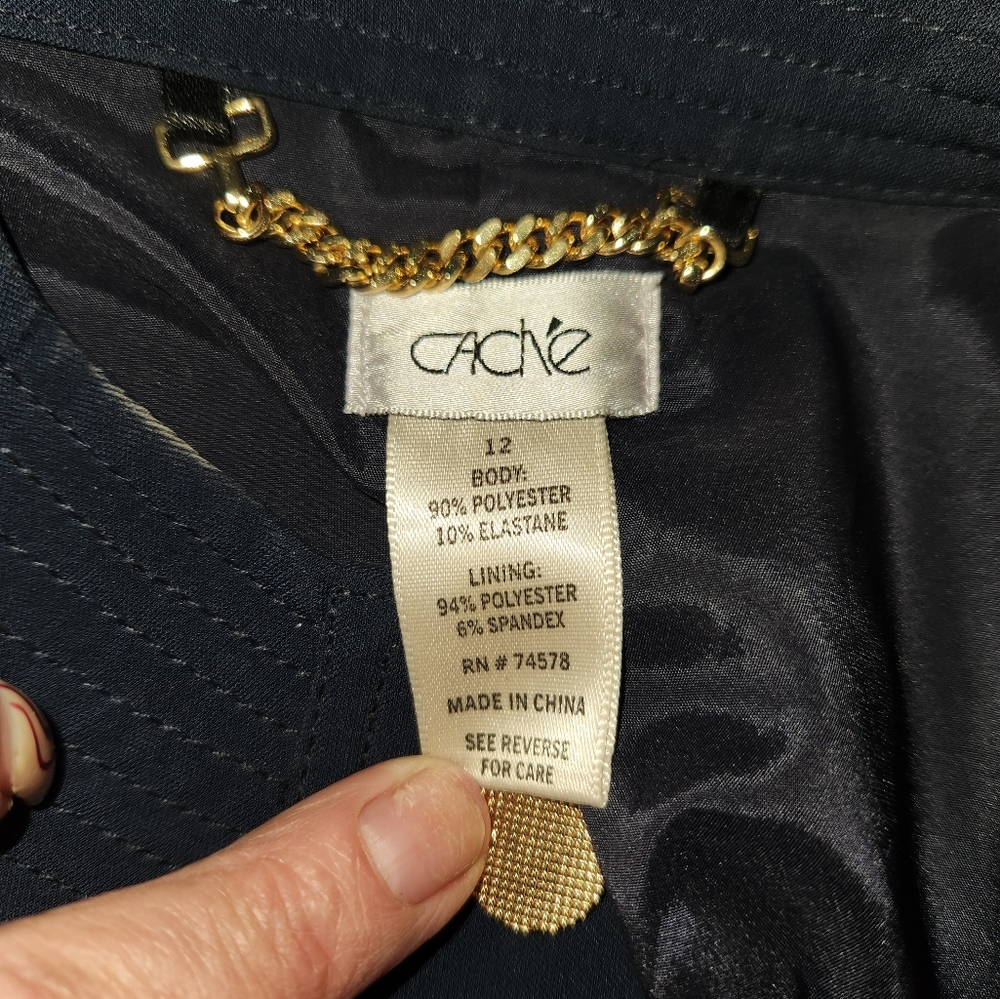 Caché
12
BODY:
90% POLYESTER
10% ELASTANE
LINING:
94% POLYESTER
6% SPANDEX
RN # 74578
MADE IN CHINA
SEE REVERSE
FOR CARE